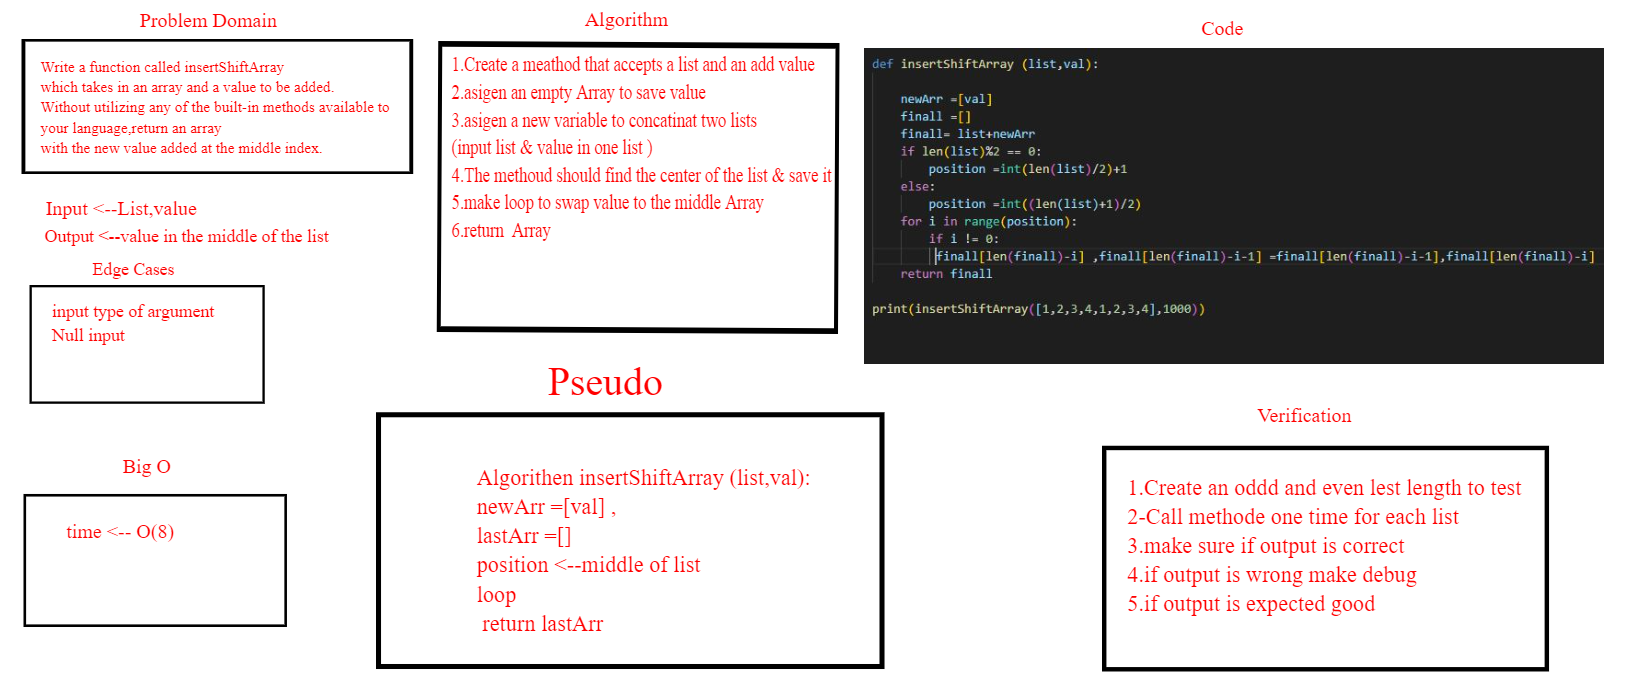 Problem Domain
Write a function called insertShiftArray
which takes in an array and a value to be added.
Without utilizing any of the built-in methods available to
your language,return an array
with the new value added at the middle index.
Input <--List,value
Output <--value in the middle of the list
Edge Cases
input type of argument
Null input
Big O
time <-- O(8)
Algorithm
1.Create a meathod that accepts a list and an add value
2.asigen an empty Array to save value
3.asigen a new variable to concatinat two lists
(input list & value in one list )
4.The methoud should find the center of the list & save it
5.make loop to swap value to the middle Array
6.return  Array
Pseudo
Algorithen insertShiftArray (list,val):
newArr =[val] ,
lastArr =[]
position <--middle of list
loop
return lastArr
Code
def insertShiftArray (list,val):
newArr =[val]
finall =[]
finall= list+newArr
if len(list)%2 == 0:
position =int(len(list)/2)+1
else:
position =int((len(list)+1)/2)
for i in range(position):
if i != 0:
finall[len(finall)-i] ,finall[len(finall)-i-1] =finall[len(finall)-i-1],finall[len(finall)-i]
return finall
print(insertShiftArray([1,2,3,4,1,2,3,4],1000))
Verification
1.Create an oddd and even lest length to test
2-Call methode one time for each list
3.make sure if output is correct
4.if output is wrong make debug
5.if output is expected good